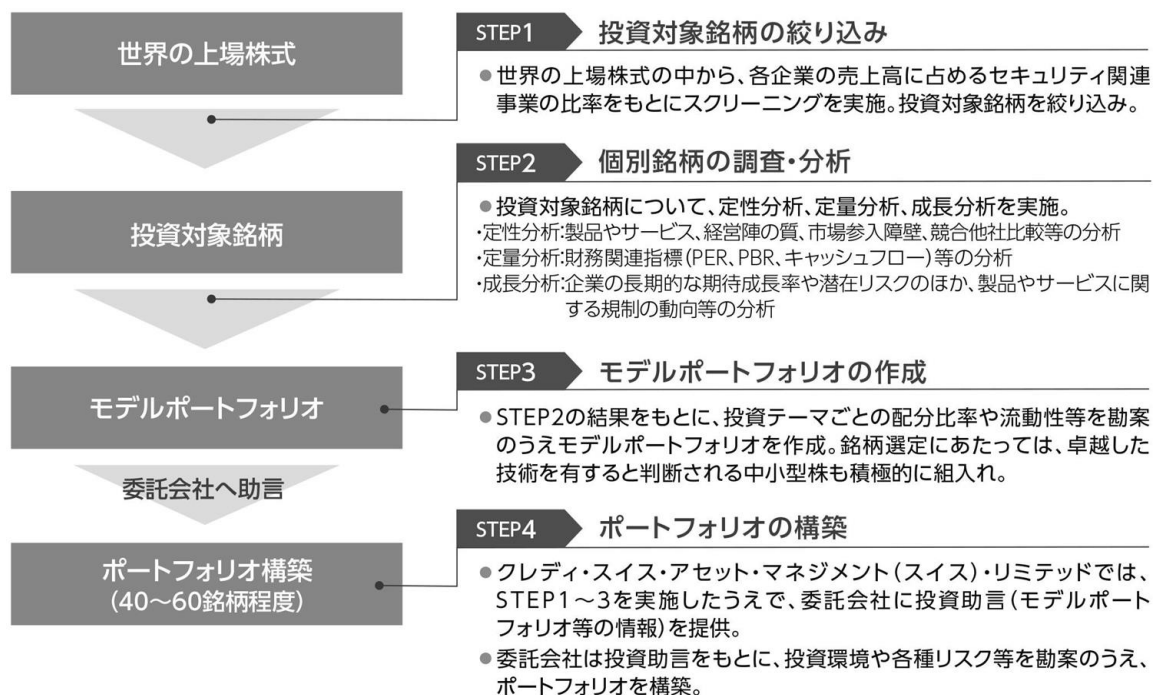 世界の上場株式
STEP1 投資対象銘柄の絞り込み
●世界の上場株式の中から、各企業の売上高に占めるセキュリティ関連
事業の比率をもとにスクリーニングを実施。投資対象銘柄を絞り込み。
投資対象銘柄
STEP2 個別銘柄の調査・分析
●投資対象銘柄について、定性分析、定量分析、成長分析を実施。
・定性分析:製品やサービス、経営陣の質、市場参入障壁、競合他社比較等の分析
・定量分析:財務関連指標(PER、PBR、キャッシュフロー)等の分析
・成長分析:企業の長期的な期待成長率や潜在リスクのほか、製品やサービスに関
する規制の動向等の分析
モデルポートフォリオ
STEP3 モデルポートフォリオの作成
●STEP2の結果をもとに、投資テーマごとの配分比率や流動性等を勘案
のうえモデルポートフォリオを作成。銘柄選定にあたっては、卓越した
技術を有すると判断される中小型株も積極的に組入れ。
委託会社へ助言
ポートフォリオ構築
(40～60銘柄程度)
STEP4 ポートフォリオの構築
●クレディ・スイス・アセット・マネジメント(スイス)・リミテッドでは、
STEP1～3を実施したうえで、委託会社に投資助言(モデルポート
フォリオ等の情報)を提供。
●委託会社は投資助言をもとに、投資環境や各種リスク等を勘案のうえ、
ポートフォリオを構築。